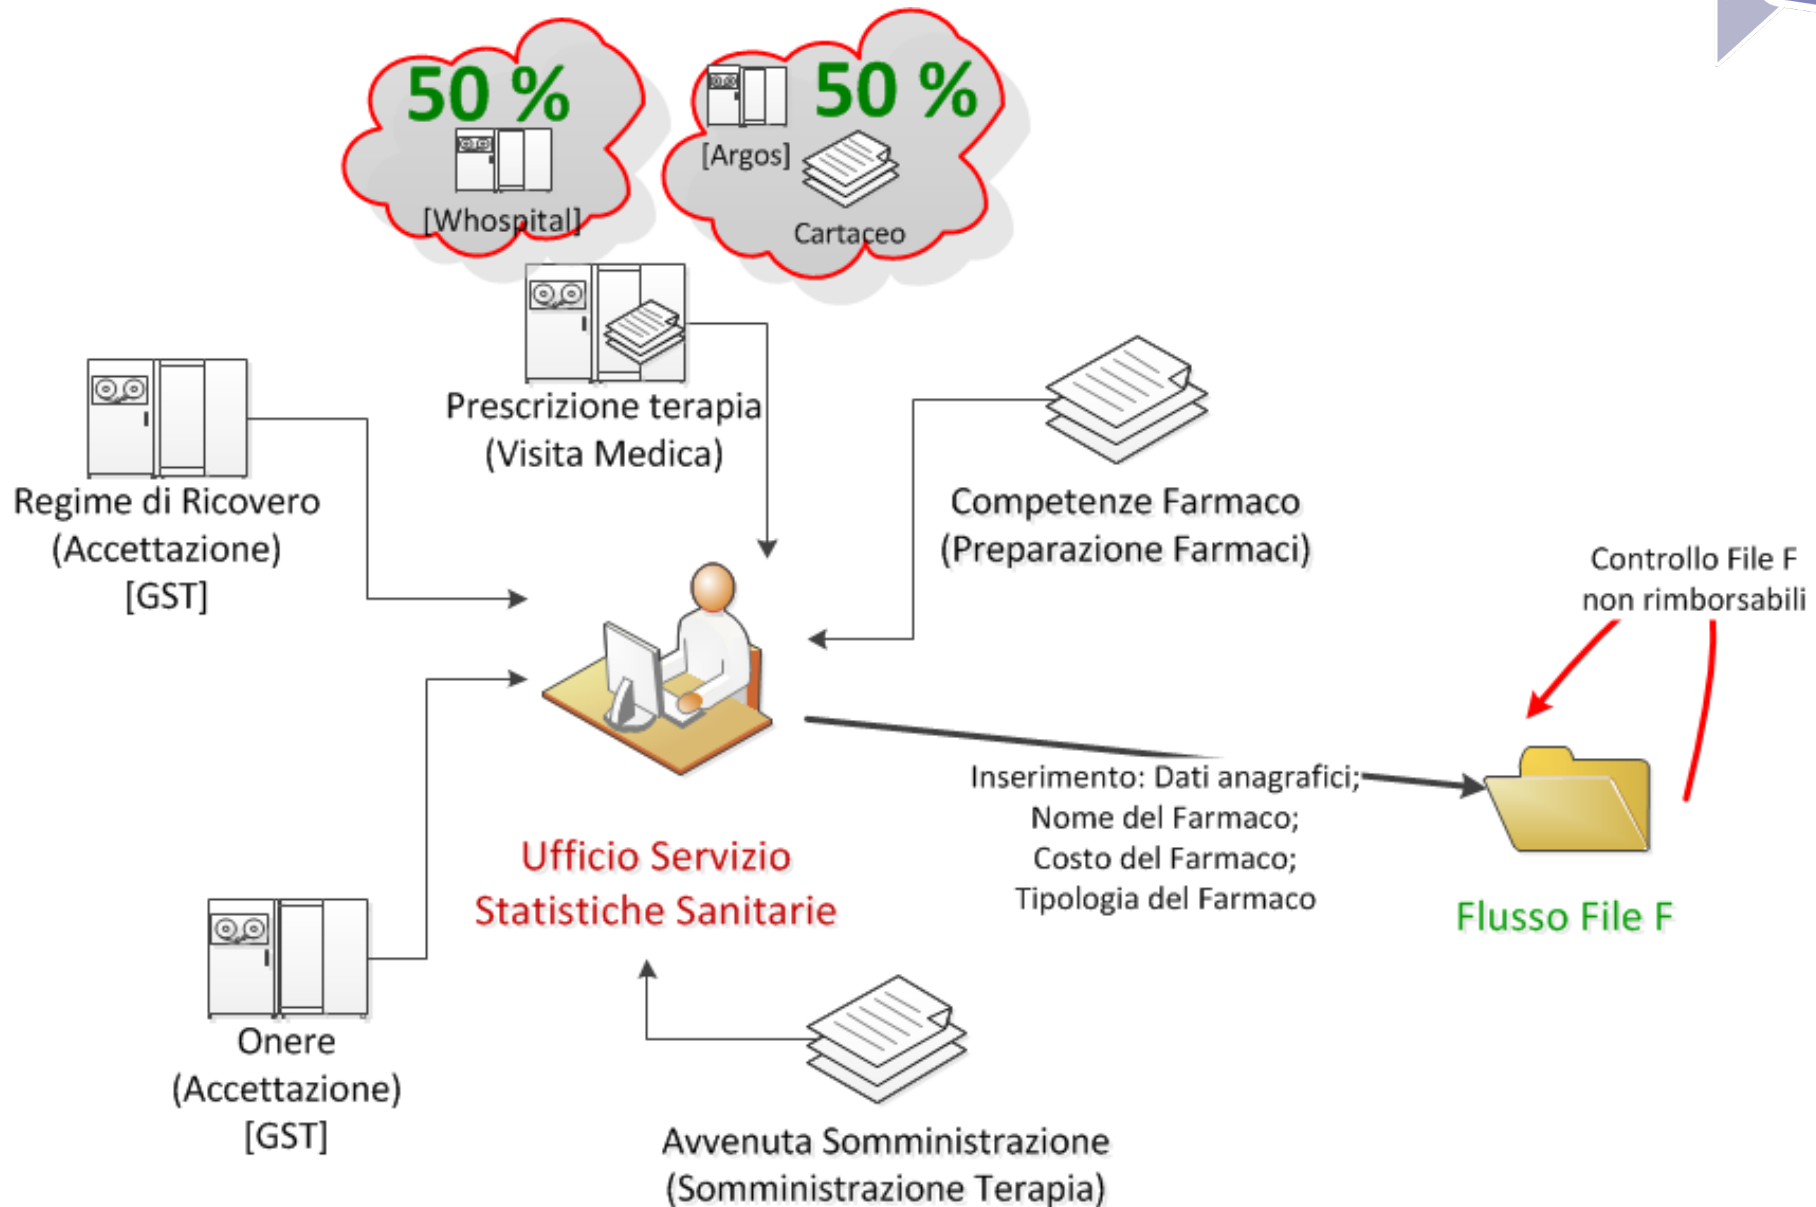 50 %
[Whospital]
50 %
[Argos]
Cartaceo
Prescrizione terapia
(Visita Medica)
Regime di Ricovero
(Accettazione)
[GST]
Competenze Farmaco
(Preparazione Farmaci)
Controllo File F
non rimborsabili
Inserimento: Dati anagrafici;
Nome del Farmaco;
Costo del Farmaco;
Tipologia del Farmaco
Ufficio Servizio
Statistiche Sanitarie
Flusso File F
Onere
(Accettazione)
[GST]
Avvenuta Somministrazione
(Somministrazione Terapia)